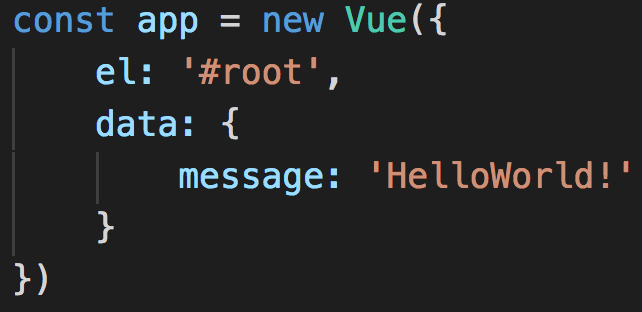 const app = new Vue({
    el: '#root',
    data: {
        message: 'HelloWorld!'
    }
})